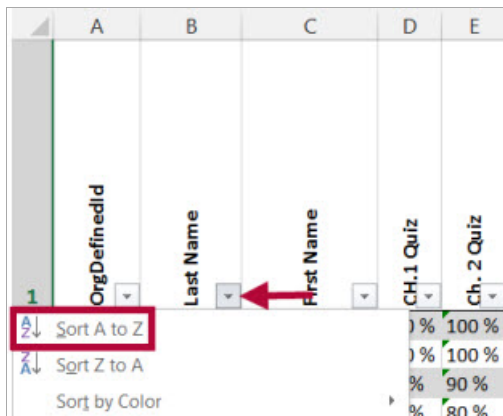 A B C D E
OrgDefinedId
Last Name
First Name
CH.1 Quiz
Ch. 2 Quiz
1
Sort A to Z
Sort Z to A
Sort by Color
% 100 %
% 100 %
% 90 %
% 80 %